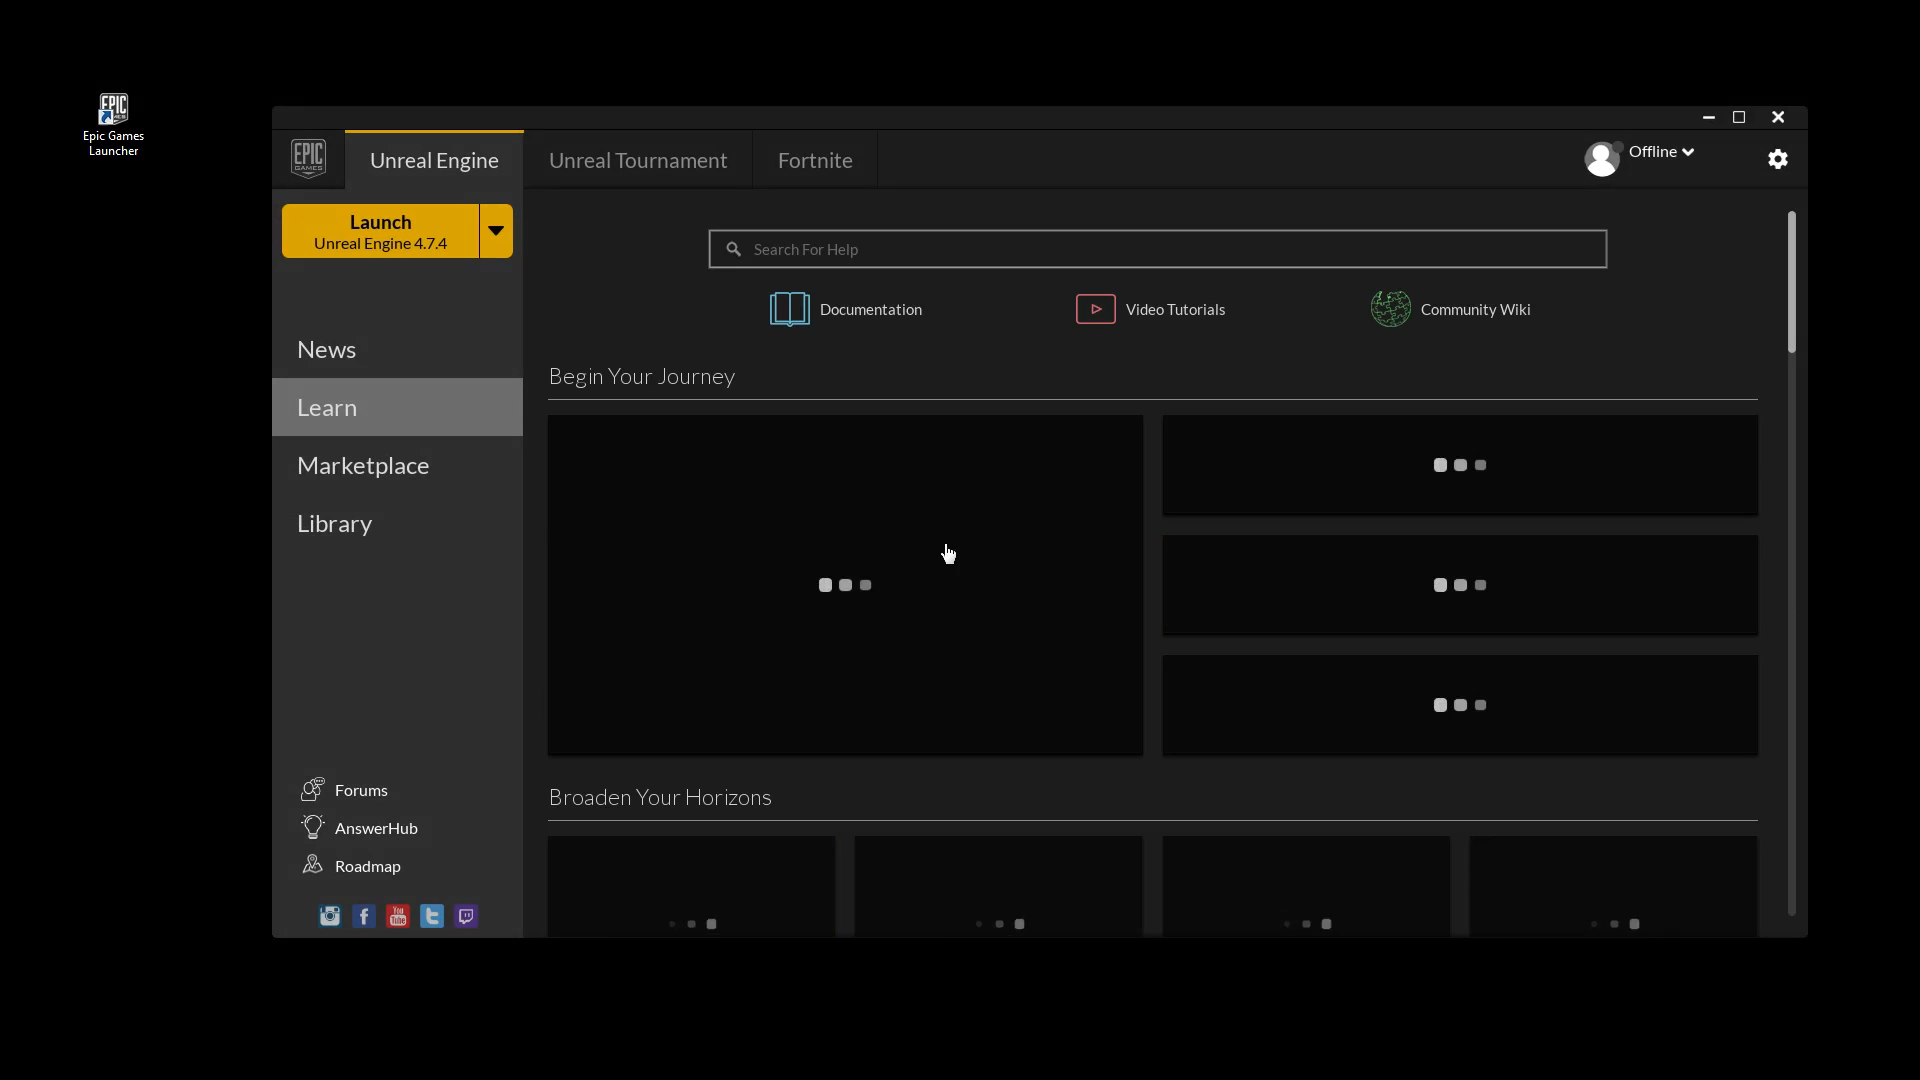 Epic Games
Launcher
EPIC
GAMES
Unreal Engine
Unreal Tournament
Fortnite
Offline
Launch
Unreal Engine 4.7.4
Search For Help
Documentation
Video Tutorials
Community Wiki
News
Learn
Marketplace
Library
Begin Your Journey
Broaden Your Horizons
Forums
AnswerHub
Roadmap